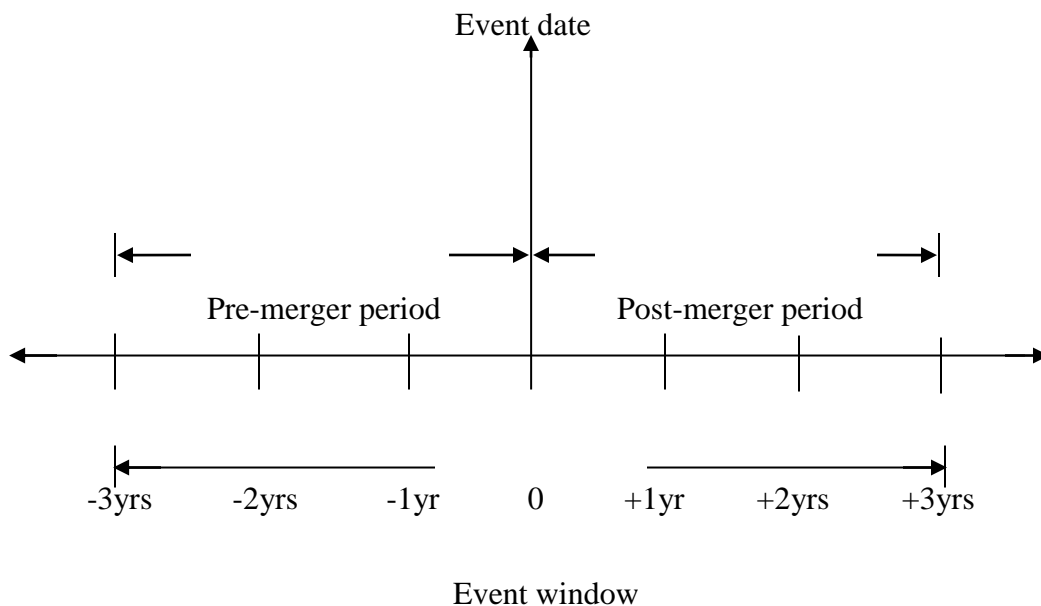 Event date
Pre-merger period Post-merger period
-3yrs -2yrs -1yr 0 +1yr +2yrs +3yrs
Event window